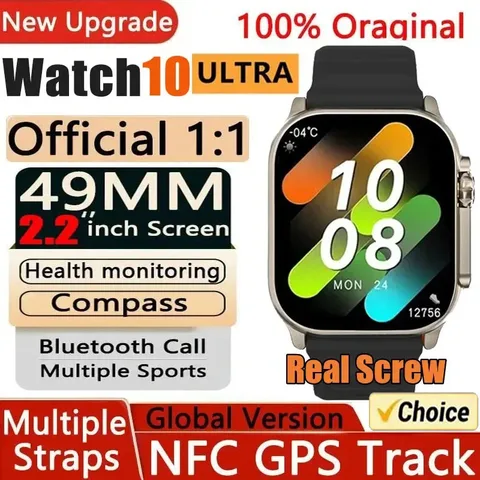 New Upgrade
100% Oraginal
Watch10 ULTRA
Official 1:1
49MM
2.2"inch Screen
Health monitoring
Compass
Bluetooth Call
Multiple Sports
-04°C
10
08
MON 24
12756
Real Screw
Multiple
Straps
Global Version
NFC GPS Track
✓Choice